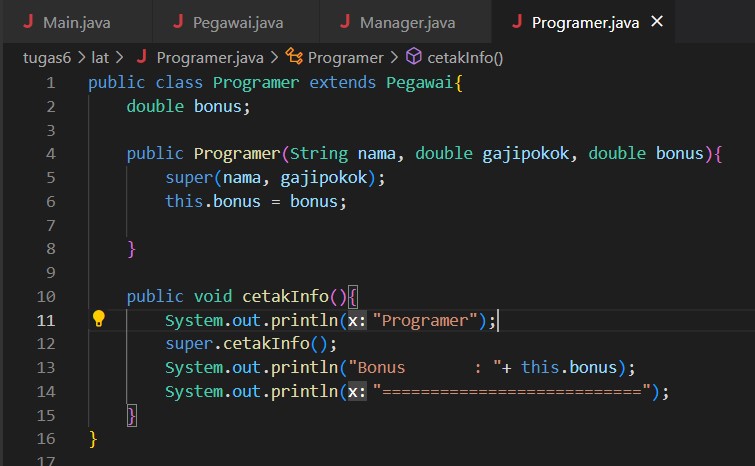 Main.java Pegawai.java Manager.java Programer.java
tugas6 > lat > Programer.java > Programer > cetakInfo()
1 public class Programer extends Pegawai{
2 double bonus;
3
4 public Programer(String nama, double gajipokok, double bonus){
5 super(nama, gajipokok);
6 this.bonus = bonus;
7
8 }
9
10 public void cetakInfo(){
11 System.out.println(x: "Programer");
12 super.cetakInfo();
13 System.out.println("Bonus       : "+ this.bonus);
14 System.out.println(x: "===========================");
15 }
16 }
17